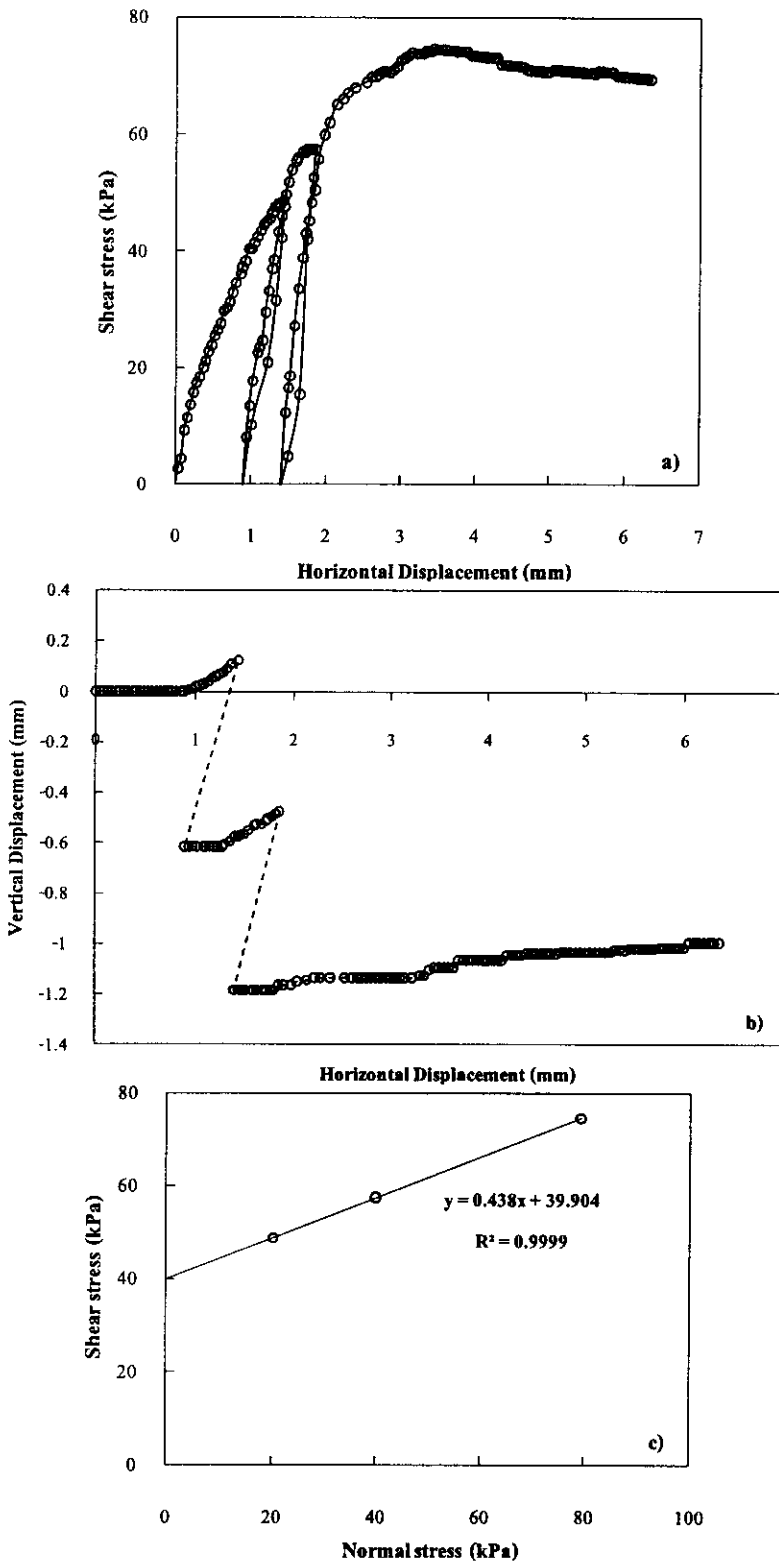 80
60
40
20
0
Shear stress (kPa)
a)
0 1 2 3 4 5 6 7
Horizontal Displacement (mm)
0.4
0.2
0
-0.2
-0.4
-0.6
-0.8
-1
-1.2
-1.4
Vertical Displacement (mm)
0 1 2 3 4 5 6
b)
Horizontal Displacement (mm)
80
60
40
20
0
Shear stress (kPa)
y = 0.438x + 39.904
R² = 0.9999
c)
0 20 40 60 80 100
Normal stress (kPa)